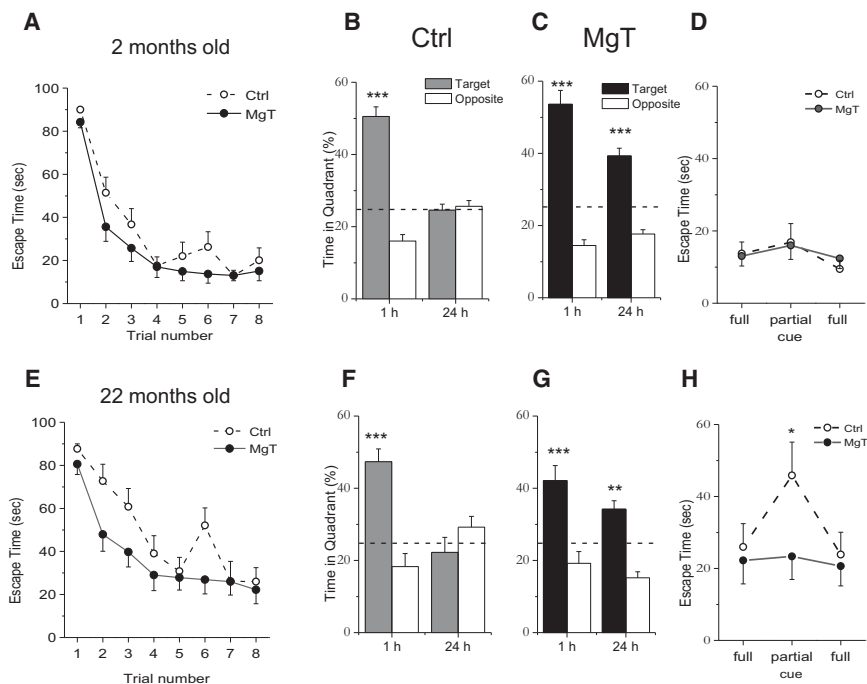 A
2 months old
Ctrl
MgT
Escape Time (sec)
100
80
60
40
20
0
1 2 3 4 5 6 7 8
Trial number
B
Ctrl
Target
Opposite
***
Time in Quadrant (%)
60
40
20
0
1 h 24 h
C
MgT
Target
Opposite
***
***
60
40
20
0
1 h 24 h
D
Ctrl
MgT
Escape Time (sec)
60
40
20
0
full partial full
cue
E
22 months old
Ctrl
MgT
Escape Time (sec)
100
80
60
40
20
0
1 2 3 4 5 6 7 8
Trial number
F
***
Time in Quadrant (%)
60
40
20
0
1 h 24 h
G
***
**
60
40
20
0
1 h 24 h
H
*
Ctrl
MgT
Escape Time (sec)
60
40
20
0
full partial full
cue